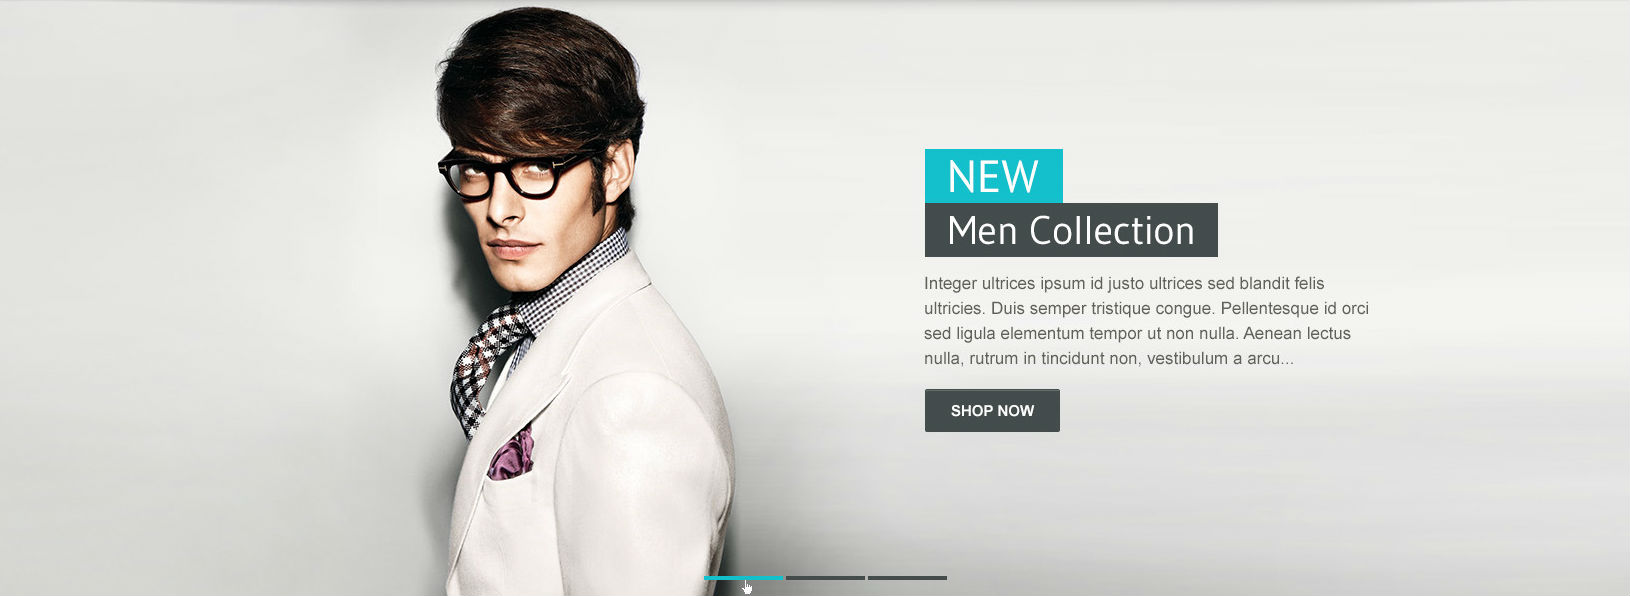 NEW
Men Collection
Integer ultrices ipsum id justo ultrices sed blandit felis
ultricies. Duis semper tristique congue. Pellentesque id orci
sed ligula elementum tempor ut non nulla. Aenean lectus
nulla, rutrum in tincidunt non, vestibulum a arcu...
SHOP NOW